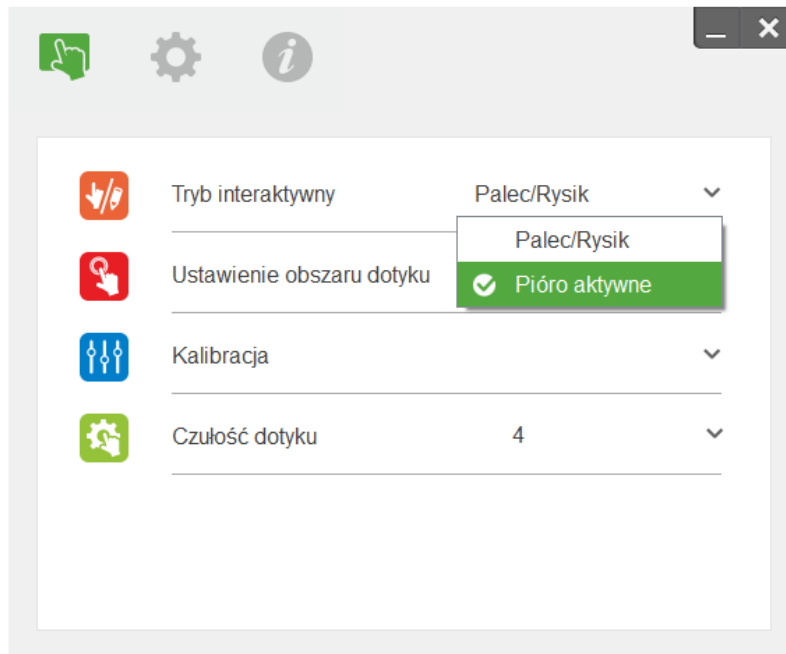 Tryb interaktywny Palec/Rysik
Palec/Rysik
Ustawienie obszaru dotyku
Pióro aktywne
Kalibracja
Czułość dotyku 4